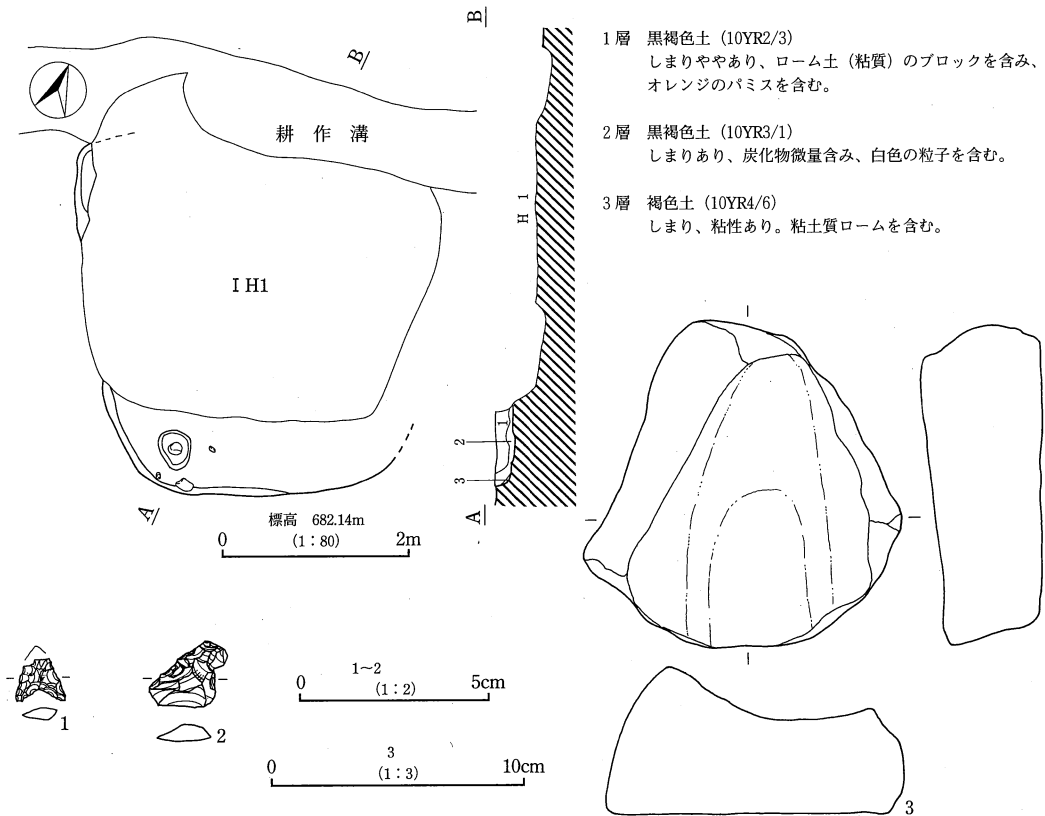 1層 黒褐色土（10YR2/3）
しまりややあり、ローム土（粘質）のブロックを含み、
オレンジのパミスを含む。
2層 黒褐色土（10YR3/1）
しまりあり、炭化物微量含み、白色の粒子を含む。
3層 褐色土（10YR4/6）
しまり、粘性あり。粘土質ロームを含む。
B
B
耕作溝
H1
I H1
1
2
3
A
A
標高 682.14m
0 （1：80） 2m
1
2
1～2
0 （1：2） 5cm
3
0 （1：3） 10cm
3